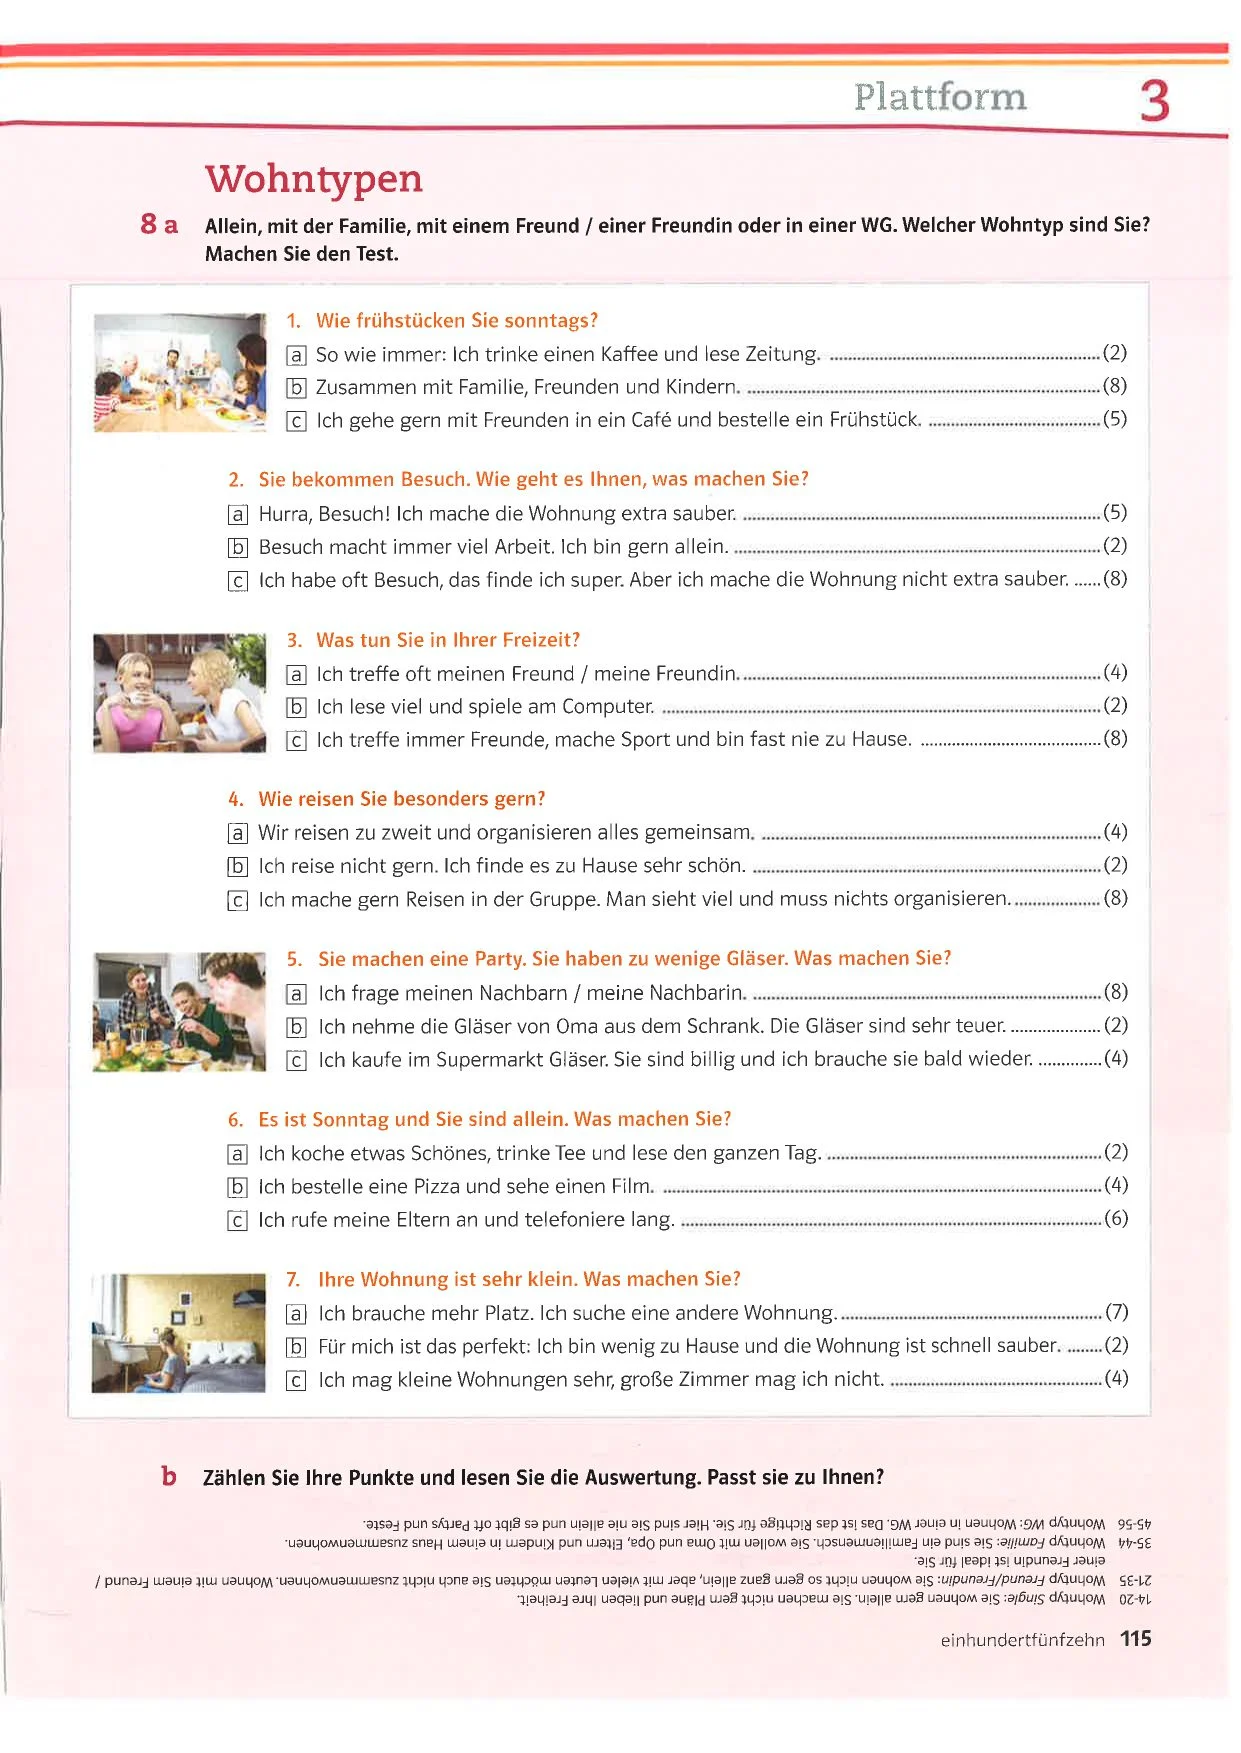 Plattform 3
Wohntypen
8 a Allein, mit der Familie, mit einem Freund / einer Freundin oder in einer WG. Welcher Wohntyp sind Sie?
Machen Sie den Test.
1. Wie frühstücken Sie sonntags?
a So wie immer: Ich trinke einen Kaffee und lese Zeitung. (2)
b Zusammen mit Familie, Freunden und Kindern. (8)
c Ich gehe gern mit Freunden in ein Café und bestelle ein Frühstück. (5)
2. Sie bekommen Besuch. Wie geht es Ihnen, was machen Sie?
a Hurra, Besuch! Ich mache die Wohnung extra sauber. (5)
b Besuch macht immer viel Arbeit. Ich bin gern allein. (2)
c Ich habe oft Besuch, das finde ich super. Aber ich mache die Wohnung nicht extra sauber. (8)
3. Was tun Sie in Ihrer Freizeit?
a Ich treffe oft meinen Freund / meine Freundin. (4)
b Ich lese viel und spiele am Computer. (2)
c Ich treffe immer Freunde, mache Sport und bin fast nie zu Hause. (8)
4. Wie reisen Sie besonders gern?
a Wir reisen zu zweit und organisieren alles gemeinsam. (4)
b Ich reise nicht gern. Ich finde es zu Hause sehr schön. (2)
c Ich mache gern Reisen in der Gruppe. Man sieht viel und muss nichts organisieren. (8)
5. Sie machen eine Party. Sie haben zu wenige Gläser. Was machen Sie?
a Ich frage meinen Nachbarn / meine Nachbarin. (8)
b Ich nehme die Gläser von Oma aus dem Schrank. Die Gläser sind sehr teuer. (2)
c Ich kaufe im Supermarkt Gläser. Sie sind billig und ich brauche sie bald wieder. (4)
6. Es ist Sonntag und Sie sind allein. Was machen Sie?
a Ich koche etwas Schönes, trinke Tee und lese den ganzen Tag. (2)
b Ich bestelle eine Pizza und sehe einen Film. (4)
c Ich rufe meine Eltern an und telefoniere lang. (6)
7. Ihre Wohnung ist sehr klein. Was machen Sie?
a Ich brauche mehr Platz. Ich suche eine andere Wohnung. (7)
b Für mich ist das perfekt: Ich bin wenig zu Hause und die Wohnung ist schnell sauber. (2)
c Ich mag kleine Wohnungen sehr, große Zimmer mag ich nicht. (4)
b Zählen Sie Ihre Punkte und lesen Sie die Auswertung. Passt sie zu Ihnen?
14-20 Wohntyp Single: Sie wohnen gern allein. Sie machen nicht gern Pläne und lieben Ihre Freiheit.
21-35 Wohntyp Freund/Freundin: Sie wohnen nicht so gern ganz allein, aber mit vielen Leuten möchten Sie auch nicht zusammenwohnen. Wohnen mit einem Freund /
einer Freundin ist ideal für Sie.
35-44 Wohntyp Familie: Sie sind ein Familienmensch. Sie wollen mit Oma und Opa, Eltern und Kindern in einem Haus zusammenwohnen.
45-56 Wohntyp WG: Wohnen in einer WG. Das ist das Richtige für Sie. Hier sind Sie nie allein und es gibt oft Partys und Feste.
einhundertfünfzehn 115